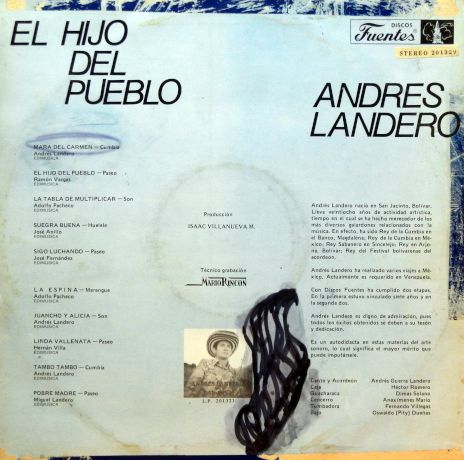 EL HIJO
DEL
PUEBLO
DISCOS
Fuentes
STEREO 201329
ANDRES
LANDERO
MARA DEL CARMEN — Cumbia
Andrés Landero
EDIMUSICA
EL HIJO DEL PUEBLO — Paseo
Ramón Vargas
EDIMUSICA
LA TABLA DE MULTIPLICAR — Son
Adolfo Pacheco
EDIMUSICA
SUEGRA BUENA —
José
EDIMUSICA
SIGO LUCHANDO — Paseo
José Fernández
EDIMUSICA
LA ESPINA — Merengue
Adolfo Pacheco
EDIMUSICA
JUANCHO Y ALICIA — Son
Andrés Landero
EDIMUSICA
LINDA VALLENATA — Paseo
Hernán Villa
EDIMUSICA
TAMBO TAMBO — Cumbia
Andrés Landero
EDIMUSICA
POBRE MADRE — Paseo
Miguel Landero
EDIMUSICA
Producción
ISAAC VILLANUEVA M.
Técnico grabación
MARIO RINCON
L.P. 201321
Andrés Landero nacío en San Jacinto, Bolívar.
Lleva veintiocho años de actividad artística,
tiempo en el cual se ha hecho merecedor de los
más diversos galardones relacionados con la
música. En efecto, ha sido Rey de la Cumbia en
el Banco, Magdalena; Rey de la Cumbia en Mé-
xico; Rey Sabanero en Sincelejo; Rey en Arjo-
na, Bolívar; Rey del Festival bolivarense del
acordeón.
Andrés Landero ha realizado varios viajes a Mé-
xico. Actualmente es requerido en Venezuela.
Con Discos Fuentes ha cumplido dos etapas.
En la primera estuvo vinculado siete años y en
la segunda dos.
Andrés Landero es digno de admiración, pues
todos los éxitos obtenidos se deben a su tesón
y dedicación.
Es un autodidacta en estas materias del arte
sonoro, lo cual significa el mayor mérito que
puede imputársele.
Canto y Acordeón Andrés Guerra Landero
Caja Héctor Romero
Guacharaca Dimas Solano
Cencerro Anaxímenes Mario
Tumbadora Fernando Villegas
Bajo Oswaldo (Pity) Dueñas